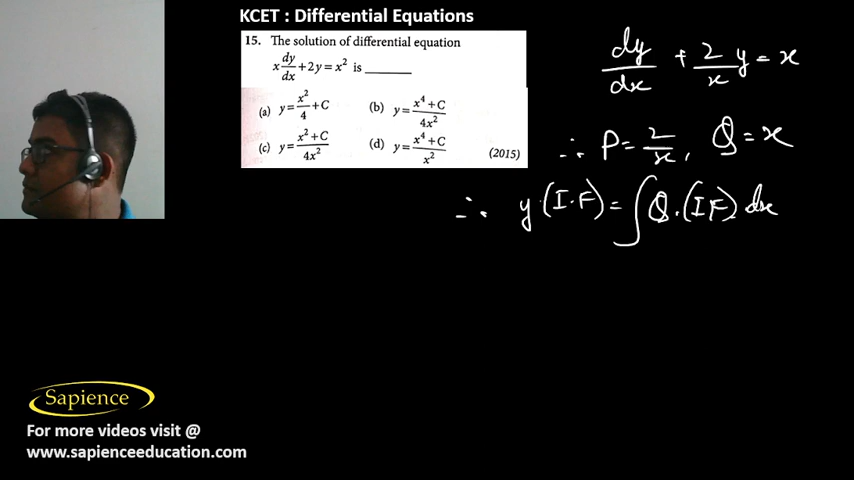 KCET : Differential Equations
15. The solution of differential equation
x dy/dx + 2y = x² is ________
(a) y = x²/4 + C (b) y = (x⁴ + C)/4x²
(c) y = (x² + C)/4x² (d) y = (x⁴ + C)/x²
(2015)
dy/dx + 2/x y = x
∴ P = 2/x, Q = x
∴ y·(I·F) = ∫ Q·(IF) dx
Sapience
For more videos visit @
www.sapienceeducation.com